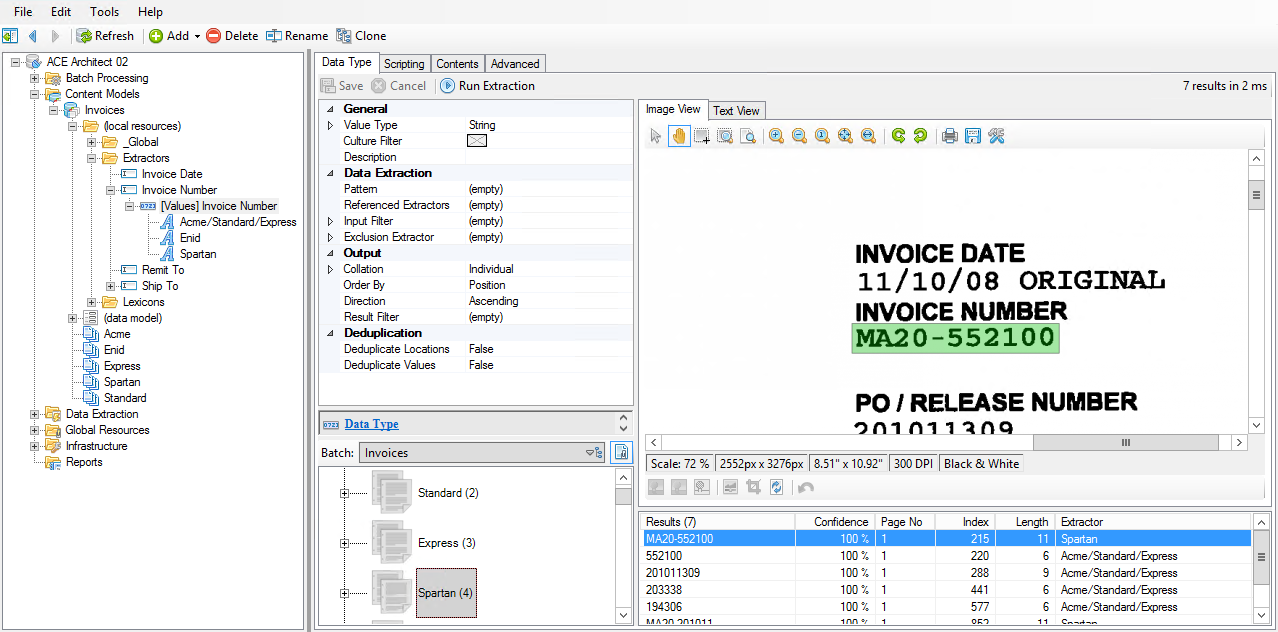 File Edit Tools Help
Refresh Add Delete Rename Clone
ACE Architect 02
Batch Processing
Content Models
Invoices
(local resources)
_Global
Extractors
Invoice Date
Invoice Number
[Values] Invoice Number
Acme/Standard/Express
Enid
Spartan
Remit To
Ship To
Lexicons
(data model)
Acme
Enid
Express
Spartan
Standard
Data Extraction
Global Resources
Infrastructure
Reports
Data Type Scripting Contents Advanced
Save Cancel Run Extraction 7 results in 2 ms
General
Value Type String
Culture Filter
Description
Data Extraction
Pattern (empty)
Referenced Extractors (empty)
Input Filter (empty)
Exclusion Extractor (empty)
Output
Collation Individual
Order By Position
Direction Ascending
Result Filter (empty)
Deduplication
Deduplicate Locations False
Deduplicate Values False
Data Type
Batch: Invoices
Standard (2)
Express (3)
Spartan (4)
Image View Text View
INVOICE DATE
11/10/08 ORIGINAL
INVOICE NUMBER
MA20-552100
PO / RELEASE NUMBER
201011309
Scale: 72 % 2552px x 3276px 8.51" x 10.92" 300 DPI Black & White
Results (7) Confidence Page No Index Length Extractor
MA20-552100 100 % 1 215 11 Spartan
552100 100 % 1 220 6 Acme/Standard/Express
201011309 100 % 1 288 9 Acme/Standard/Express
203338 100 % 1 441 6 Acme/Standard/Express
194306 100 % 1 577 6 Acme/Standard/Express
MA20-201011 100 % 1 852 11 Spartan